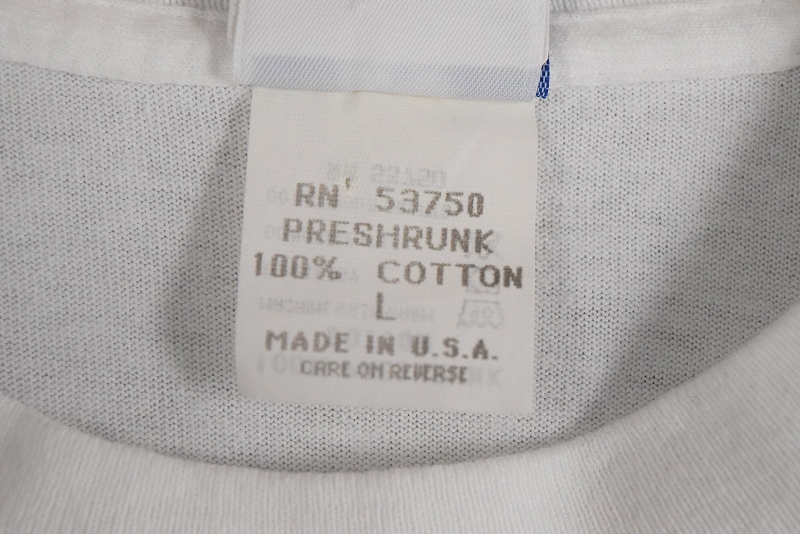 RN' 53750
PRESHRUNK
100% COTTON
L
MADE IN U.S.A.
CARE ON REVERSE